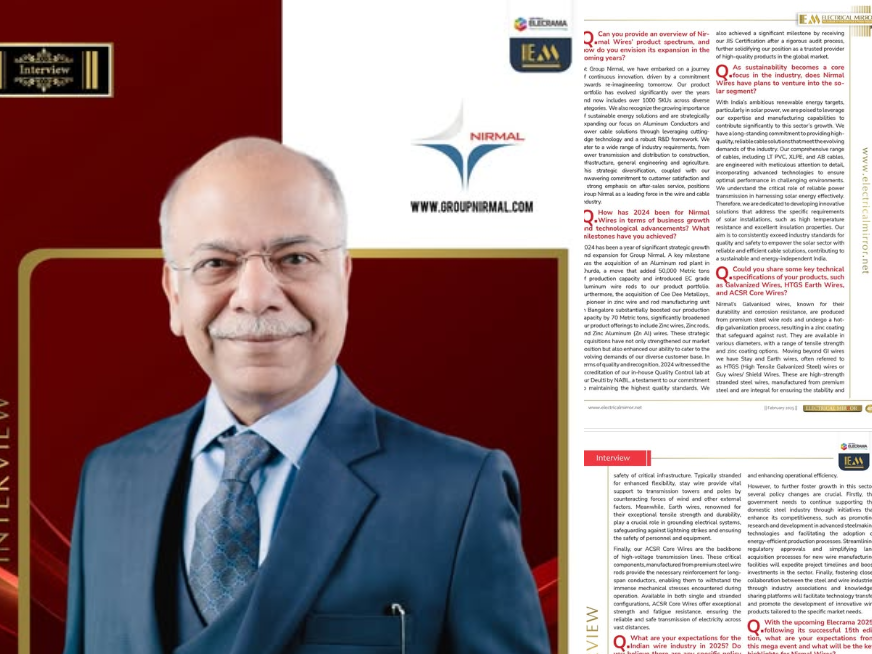 Interview
ELECRAMA
IEEMA
NIRMAL
WWW.GROUPNIRMAL.COM
INTERVIEW
ELECTRICAL MIRROR
Can you provide an overview of Nir-
mal Wires' product spectrum, and
how do you envision its expansion in the
coming years?
Group Nirmal, we have embarked on a journey
continuous innovation, driven by a commitment
towards re-imagineering tomorrow. Our product
portfolio has evolved significantly over the years
and now includes over 1000 SKUs across diverse
categories. We also recognize the growing importance
sustainable energy solutions and are strategically
expanding our focus on Aluminum Conductors and
power cable solutions through leveraging cutting-
edge technology and a robust R&D framework. We
cater to a wide range of industry requirements, from
power transmission and distribution to construction,
infrastructure, general engineering and agriculture.
This strategic diversification, coupled with our
unwavering commitment to customer satisfaction and
strong emphasis on after-sales service, positions
Group Nirmal as a leading force in the wire and cable
industry.
Q. How has 2024 been for Nirmal
Wires in terms of business growth
and technological advancements? What
milestones have you achieved?
2024 has been a year of significant strategic growth
and expansion for Group Nirmal. A key milestone
was the acquisition of an Aluminum rod plant in
Khurda, a move that added 50,000 Metric tons
production capacity and introduced EC grade
aluminum wire rods to our product portfolio.
Furthermore, the acquisition of Cee Dee Metalloys,
pioneer in zinc wire and rod manufacturing unit
Bangalore substantially boosted our production
capacity by 70 Metric tons, significantly broadened
our product offerings to include Zinc wires, Zinc rods,
and Zinc Aluminum (Zn Al) wires. These strategic
acquisitions have not only strengthened our market
position but also enhanced our ability to cater to the
evolving demands of our diverse customer base. In
terms of quality and recognition, 2024 witnessed the
accreditation of our in-house Quality Control lab at
our Deulti by NABL, a testament to our commitment
maintaining the highest quality standards. We
also achieved a significant milestone by receiving
our JIS Certification after a rigorous audit process,
further solidifying our position as a trusted provider
of high-quality products in the global market.
Q. As sustainability becomes a core
focus in the industry, does Nirmal
Wires have plans to venture into the so-
lar segment?
With India's ambitious renewable energy targets,
particularly in solar power, we are poised to leverage
our expertise and manufacturing capabilities to
contribute significantly to this sector's growth. We
have a long-standing commitment to providing high-
quality, reliable cable solutions that meet the evolving
demands of the industry. Our comprehensive range
of cables, including LT PVC, XLPE, and AB cables,
are engineered with meticulous attention to detail,
incorporating advanced technologies to ensure
optimal performance in challenging environments.
We understand the critical role of reliable power
transmission in harnessing solar energy effectively.
Therefore, we are dedicated to developing innovative
solutions that address the specific requirements
of solar installations, such as high temperature
resistance and excellent insulation properties. Our
aim is to consistently exceed industry standards for
quality and safety to empower the solar sector with
reliable and efficient cable solutions, contributing to
a sustainable and energy-independent India.
Q. Could you share some key technical
specifications of your products, such
as Galvanized Wires, HTGS Earth Wires,
and ACSR Core Wires?
Nirmal's Galvanised wires, known for their
durability and corrosion resistance, are produced
from premium steel wire rods and undergo a hot-
dip galvanization process, resulting in a zinc coating
that safeguard against rust. They are available in
various diameters, with a range of tensile strength
and zinc coating options. Moving beyond GI wires
we have Stay and Earth wires, often referred to
as HTGS (High Tensile Galvanized Steel) wires or
Guy wires/ Shield Wires. These are high-strength
stranded steel wires, manufactured from premium
steel and are integral for ensuring the stability and
www.electricalmirror.net
www.electricalmirror.net
|| February 2025 ||
ELECTRICAL MIRROR
Interview
VIEW
safety of critical infrastructure. Typically stranded
for enhanced flexibility, stay wire provide vital
support to transmission towers and poles by
counteracting forces of wind and other external
factors. Meanwhile, Earth wires, renowned for
their exceptional tensile strength and durability,
play a crucial role in grounding electrical systems,
safeguarding against lightning strikes and ensuring
the safety of personnel and equipment.
Finally, our ACSR Core Wires are the backbone
of high-voltage transmission lines. These critical
components, manufactured from premium steel wire
rods provide the necessary reinforcement for long-
span conductors, enabling them to withstand the
immense mechanical stresses encountered during
operation. Available in both single and stranded
configurations, ACSR Core Wires offer exceptional
strength and fatigue resistance, ensuring the
reliable and safe transmission of electricity across
vast distances.
Q. What are your expectations for the
Indian wire industry in 2025? Do
you believe there are any specific policy
and enhancing operational efficiency.
However, to further foster growth in this sector
several policy changes are crucial. Firstly, the
government needs to continue supporting the
domestic steel industry through initiatives that
enhance its competitiveness, such as promoting
research and development in advanced steelmaking
technologies and facilitating the adoption of
energy-efficient production processes. Streamlining
regulatory approvals and simplifying land
acquisition processes for new wire manufacturing
facilities will expedite project timelines and boost
investments in the sector. Finally, fostering closer
collaboration between the steel and wire industries
through industry associations and knowledge-
sharing platforms will facilitate technology transfer
and promote the development of innovative wire
products tailored to the specific market needs.
Q. With the upcoming Elecrama 2025
following its successful 15th edi-
tion, what are your expectations from
this mega event and what will be the key
highlights for Nirmal Wires?